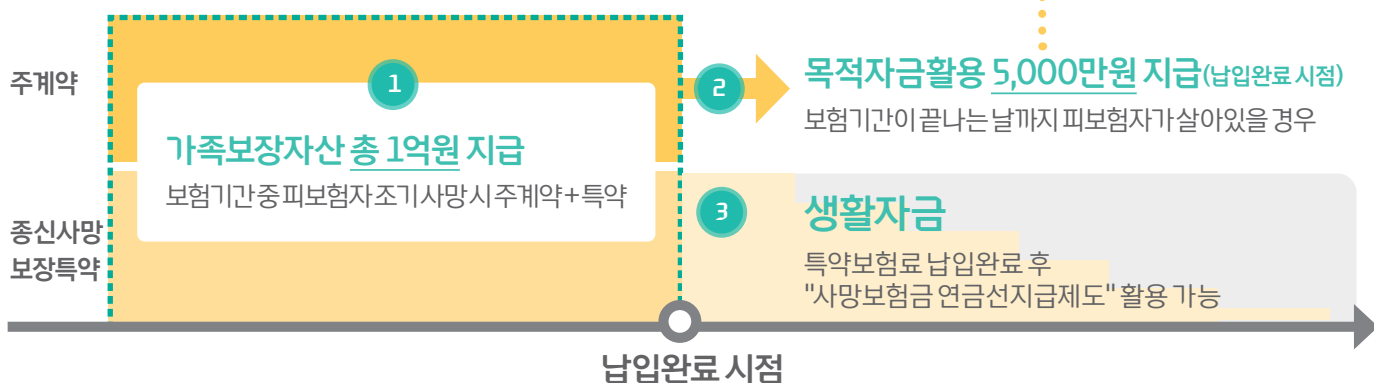 주계약
1
가족보장자산 총 1억원 지급
보험기간 중 피보험자 조기 사망 시 주계약+특약
2
목적자금활용 5,000만원 지급(납입완료 시점)
보험기간이 끝나는 날까지 피보험자가 살아있을 경우
종신사망
보장특약
3
생활자금
특약보험료 납입완료 후
"사망보험금 연금선지급제도" 활용 가능
납입완료 시점